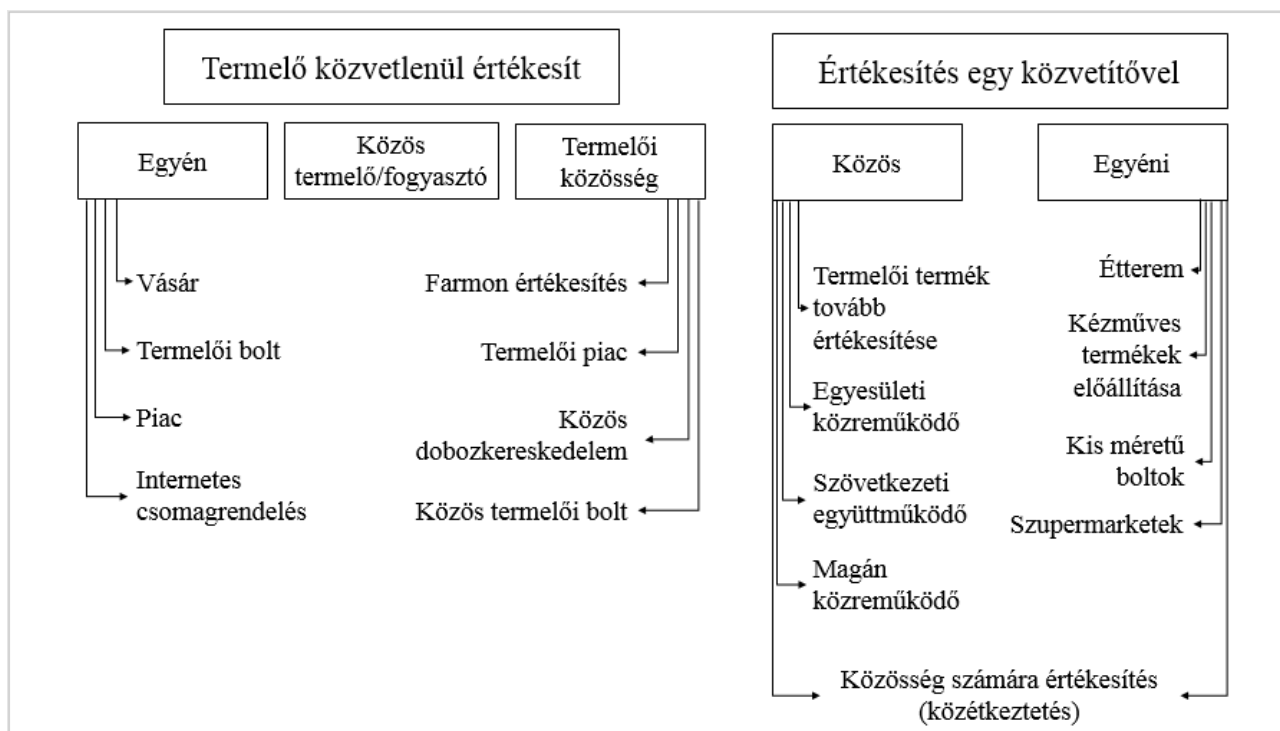 Termelő közvetlenül értékesít
Egyén
Közös
termelő/fogyasztó
Termelői
közösség
Vásár
Termelői bolt
Piac
Internetes
csomagrendelés
Farmon értékesítés
Termelői piac
Közös
dobozkereskedelem
Közös termelői bolt
Értékesítés egy közvetítővel
Közös
Egyéni
Termelői termék
tovább
értékesítése
Egyesületi
közreműködő
Szövetkezeti
együttműködő
Magán
közreműködő
Étterem
Kézműves
termékek
előállítása
Kis méretű
boltok
Szupermarketek
Közösség számára értékesítés
(közétkeztetés)